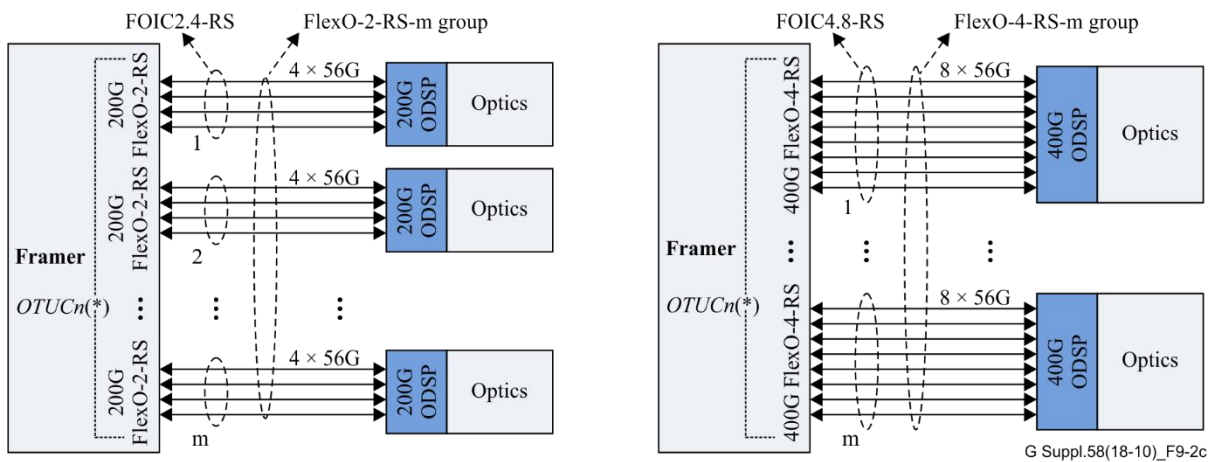 FOIC2.4-RS
FlexO-2-RS-m group
4 × 56G
200G
FlexO-2-RS
1
200G
ODSP
Optics
4 × 56G
200G
FlexO-2-RS
2
200G
ODSP
Optics
Framer
OTUCn(*)
...
...
...
4 × 56G
200G
FlexO-2-RS
m
200G
ODSP
Optics
FOIC4.8-RS
FlexO-4-RS-m group
8 × 56G
400G FlexO-4-RS
1
400G
ODSP
Optics
Framer
OTUCn(*)
...
...
...
8 × 56G
400G FlexO-4-RS
m
400G
ODSP
Optics
G Suppl.58(18-10)_F9-2c